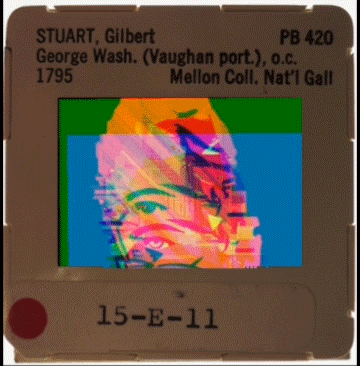 STUART, Gilbert PB 420
George Wash. (Vaughan port.), o.c.
1795 Mellon Coll. Nat'l Gall
15-E-11